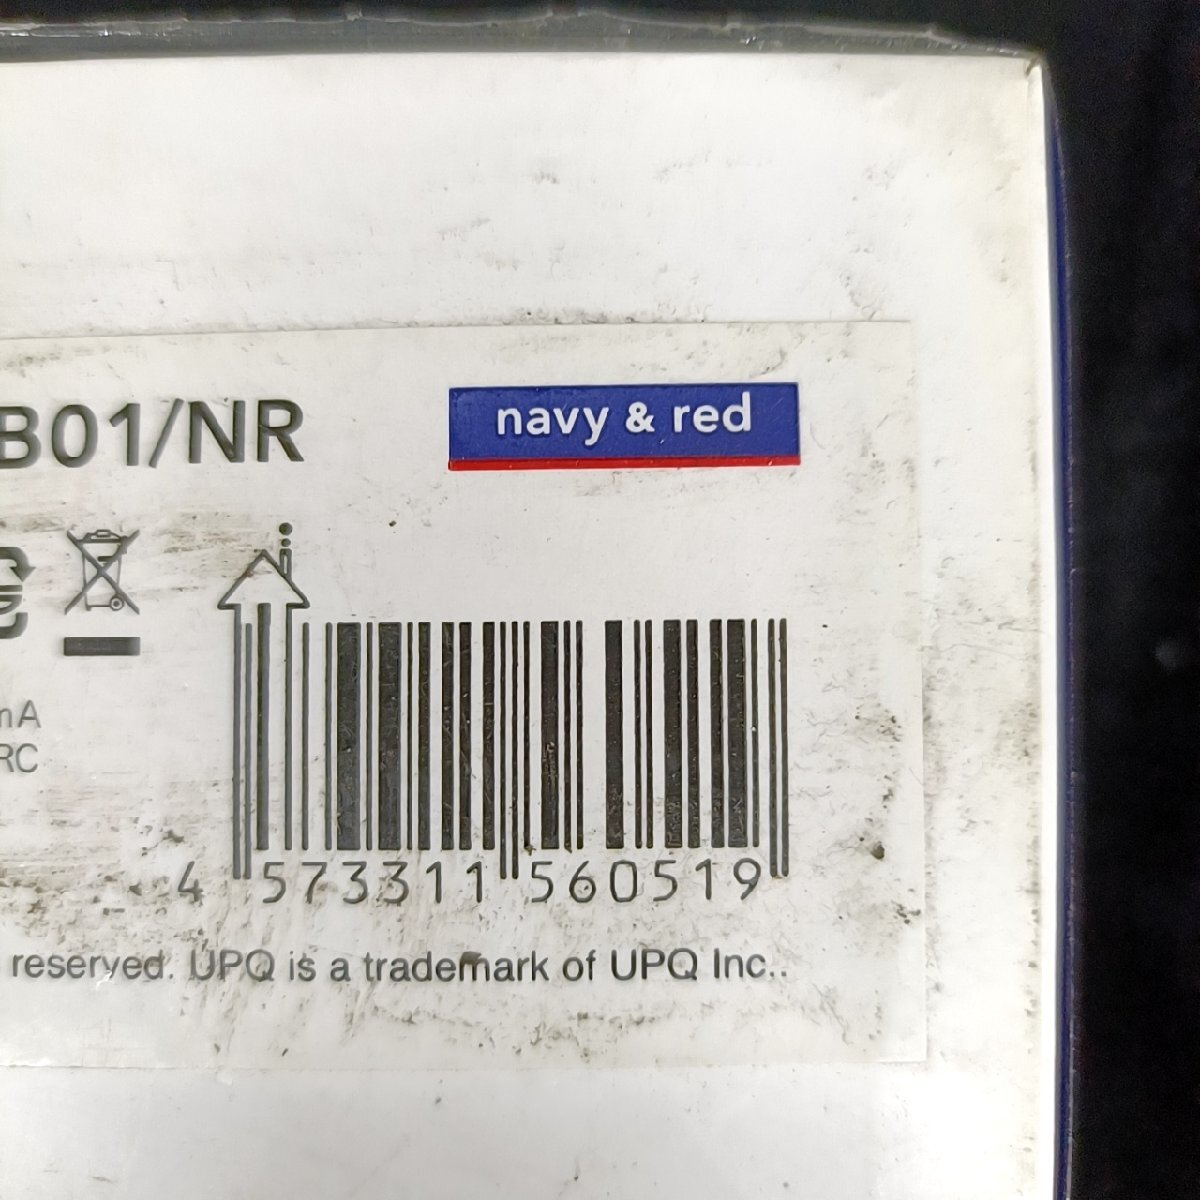 B01/NR
navy & red
mA
RC
4 573311 560519
reserved. UPQ is a trademark of UPQ Inc..